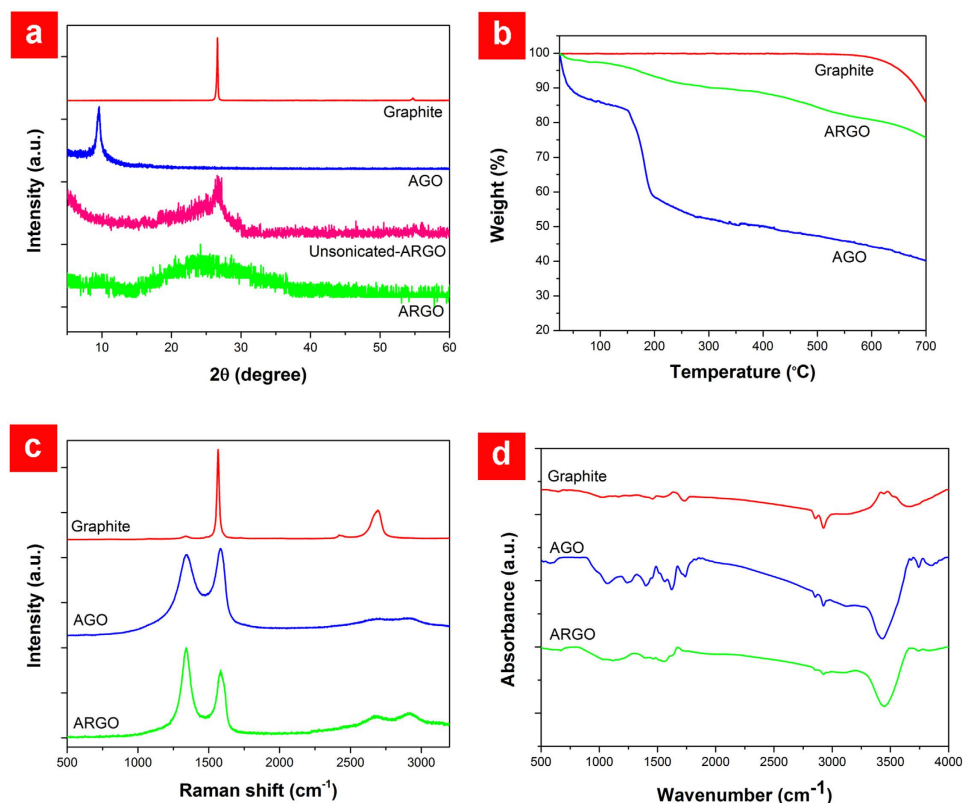 a
Intensity (a.u.)
Graphite
AGO
Unsonicated-ARGO
ARGO
10 20 30 40 50 60
2θ (degree)
b
Weight (%)
100
90
80
70
60
50
40
30
20
Graphite
ARGO
AGO
100 200 300 400 500 600 700
Temperature (°C)
c
Intensity (a.u.)
Graphite
AGO
ARGO
500 1000 1500 2000 2500 3000
Raman shift (cm⁻¹)
d
Absorbance (a.u.)
Graphite
AGO
ARGO
500 1000 1500 2000 2500 3000 3500 4000
Wavenumber (cm⁻¹)